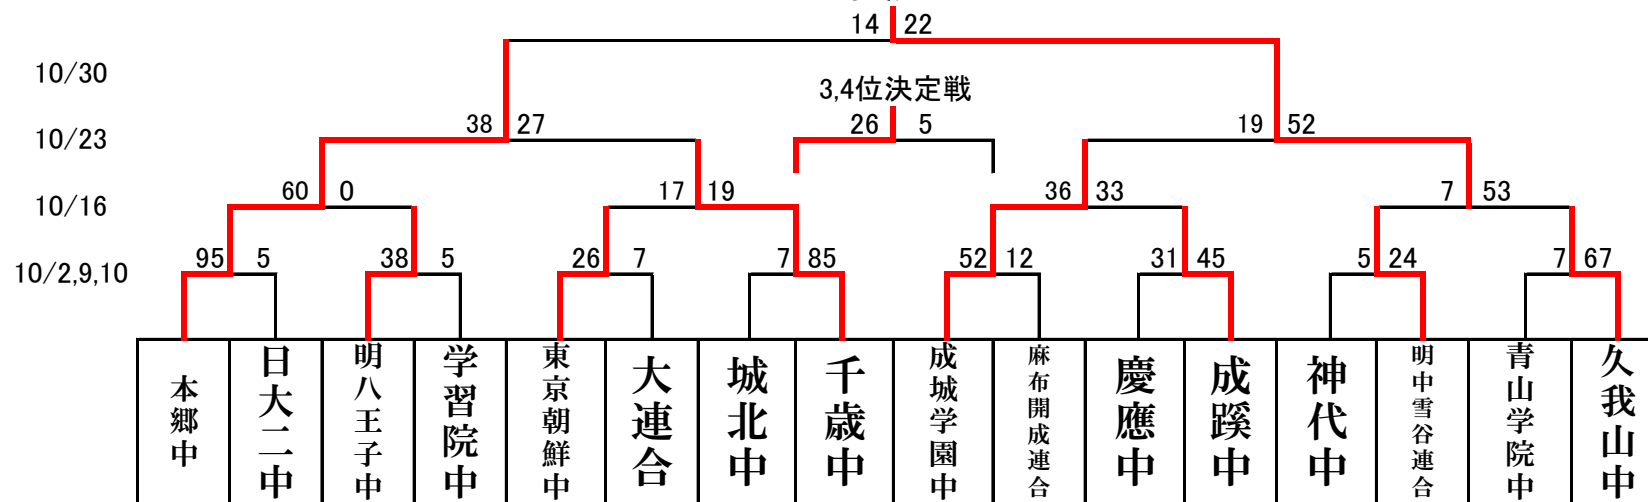 14 22
10/30
3,4位決定戦
10/23 38 27 26 5 19 52
10/16 60 0 17 19 36 33 7 53
10/2,9,10 95 5 38 5 26 7 7 85 52 12 31 45 5 24 7 67
本郷中
日大二中
明八王子中
学習院中
東京朝鮮中
大連合
城北中
千歳中
成城学園中
麻布開成連合
慶應中
成蹊中
神代中
明中雪谷連合
青山学院中
久我山中